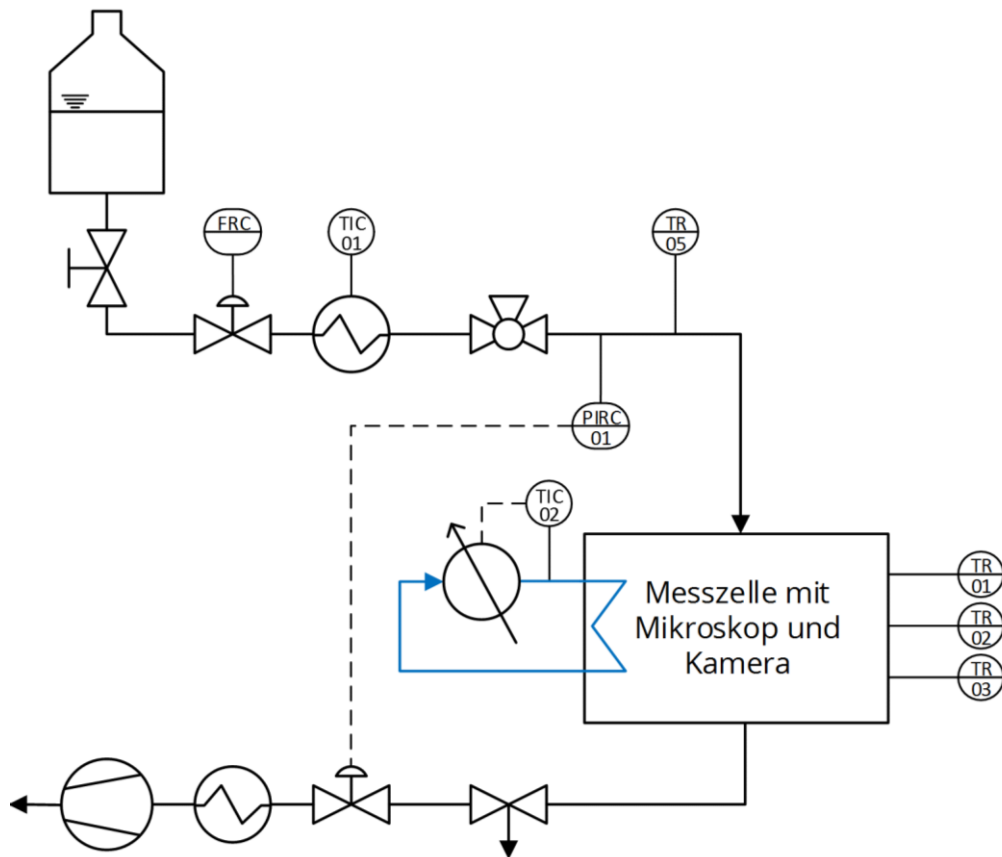 FRC
TIC
01
TR
05
PIRC
01
TIC
02
Messzelle mit
Mikroskop und
Kamera
TR
01
TR
02
TR
03